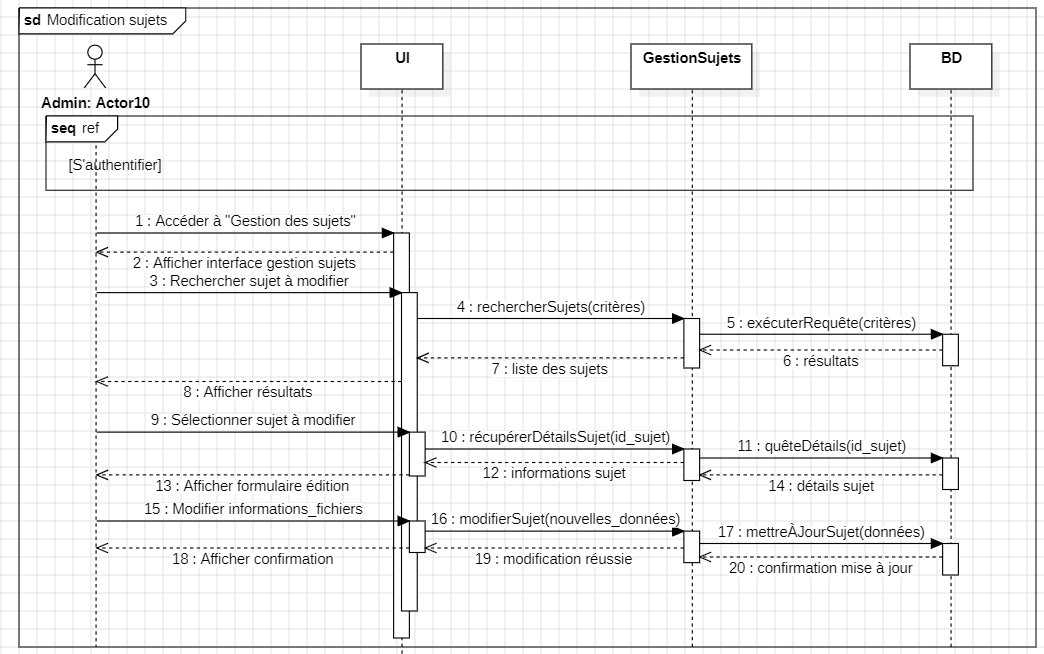 sd Modification sujets
UI
GestionSujets
BD
Admin: Actor10
seq ref
[S'authentifier]
1 : Accéder à "Gestion des sujets"
2 : Afficher interface gestion sujets
3 : Rechercher sujet à modifier
4 : rechercherSujets(critères)
5 : exécuterRequête(critères)
6 : résultats
7 : liste des sujets
8 : Afficher résultats
9 : Sélectionner sujet à modifier
10 : récupérerDétailsSujet(id_sujet)
11 : quêteDétails(id_sujet)
12 : informations sujet
13 : Afficher formulaire édition
14 : détails sujet
15 : Modifier informations_fichiers
16 : modifierSujet(nouvelles_données)
17 : mettreÀJourSujet(données)
18 : Afficher confirmation
19 : modification réussie
20 : confirmation mise à jour